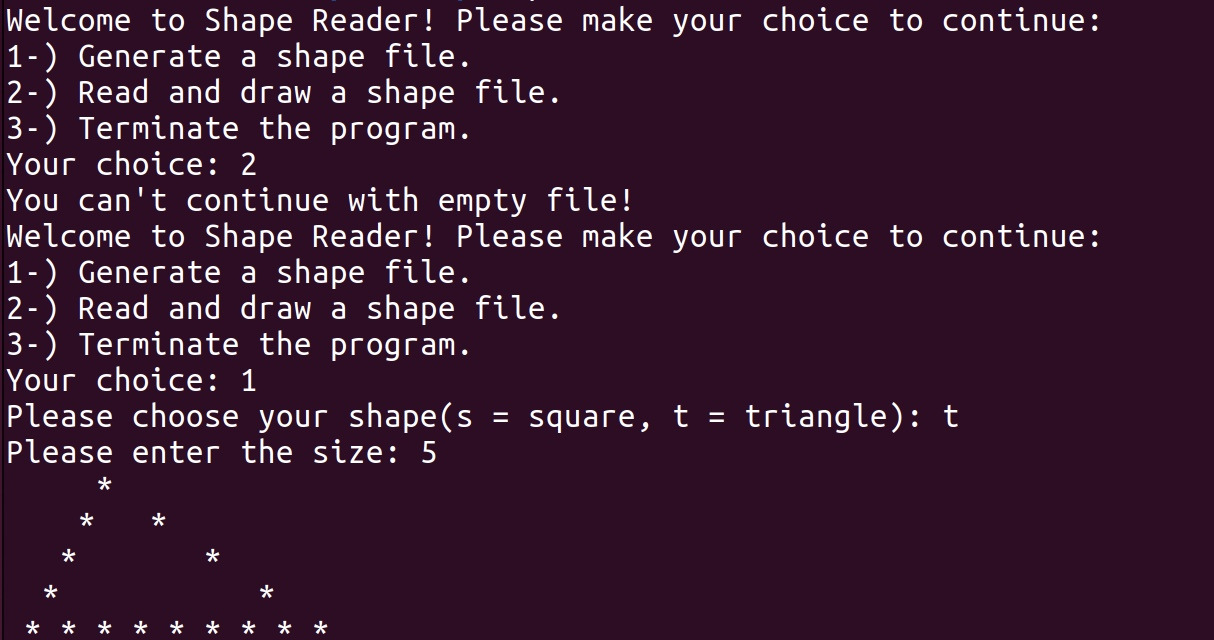 Welcome to Shape Reader! Please make your choice to continue:
1-) Generate a shape file.
2-) Read and draw a shape file.
3-) Terminate the program.
Your choice: 2
You can't continue with empty file!
Welcome to Shape Reader! Please make your choice to continue:
1-) Generate a shape file.
2-) Read and draw a shape file.
3-) Terminate the program.
Your choice: 1
Please choose your shape(s = square, t = triangle): t
Please enter the size: 5
     *
    *   *
   *       *
  *           *
 * * * * * * * * *